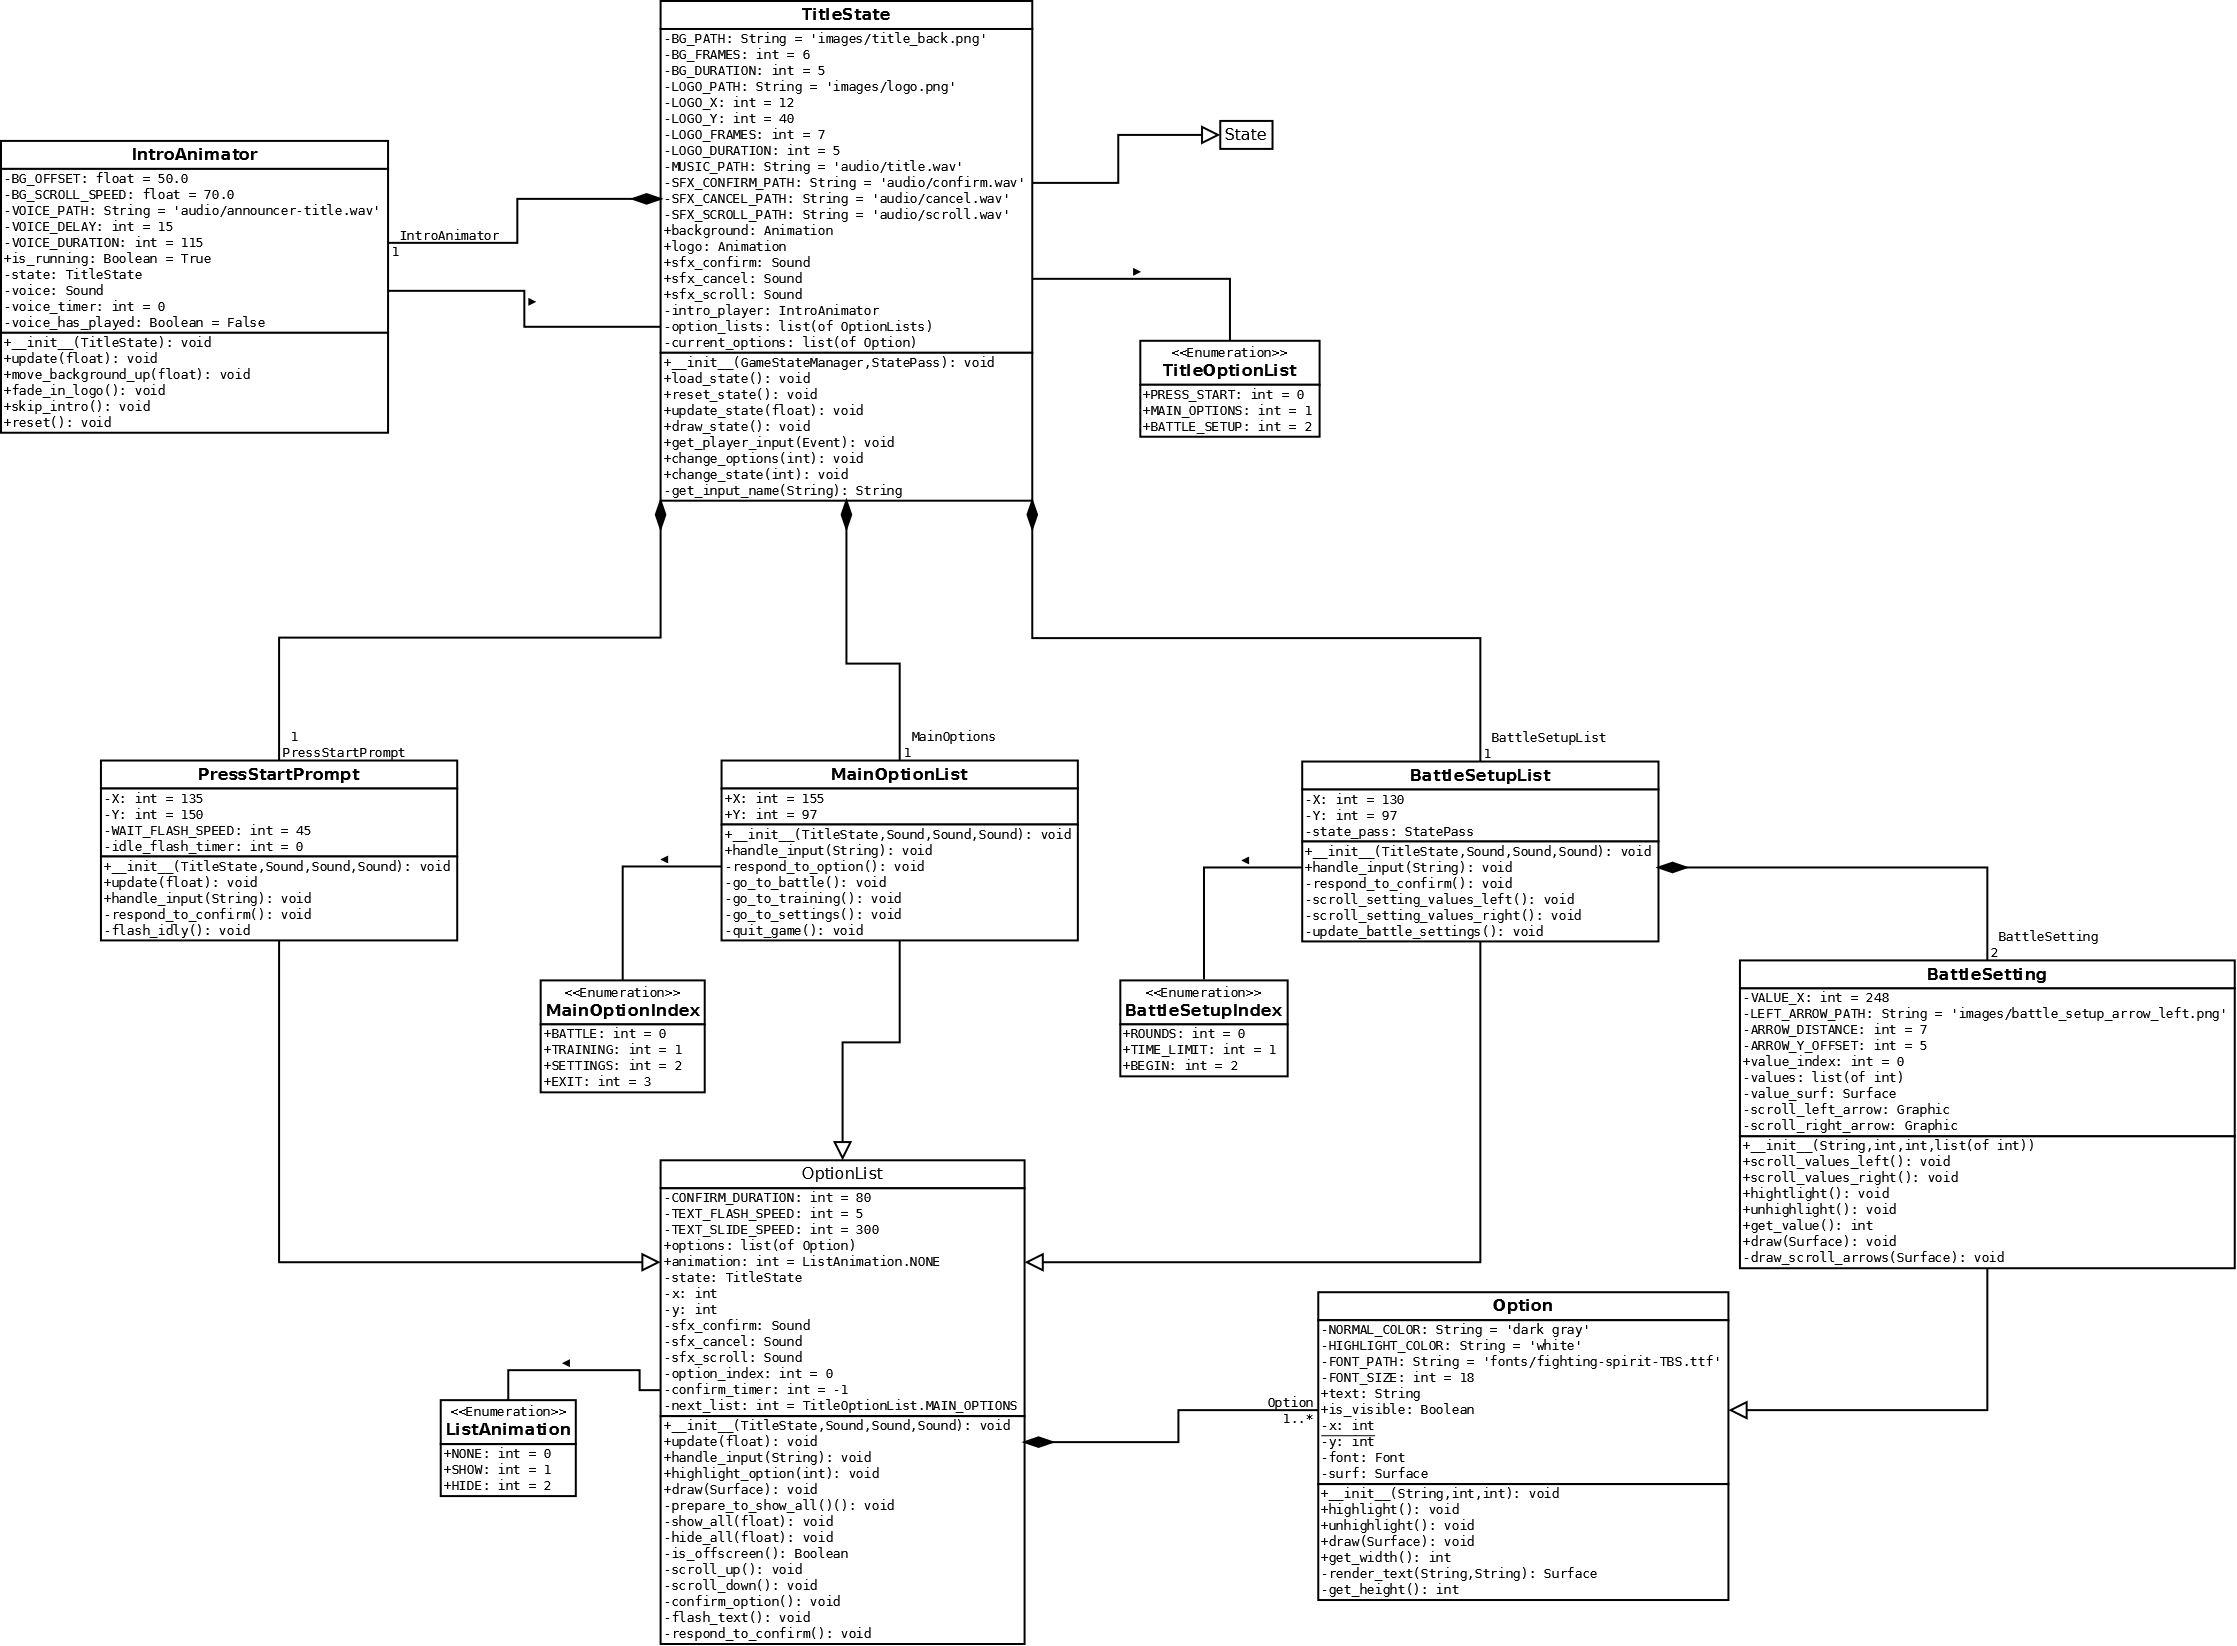 TitleState
-BG_PATH: String = 'images/title_back.png'
-BG_FRAMES: int = 6
-BG_DURATION: int = 5
-LOGO_PATH: String = 'images/logo.png'
-LOGO_X: int = 12
-LOGO_Y: int = 40
-LOGO_FRAMES: int = 7
-LOGO_DURATION: int = 5
-MUSIC_PATH: String = 'audio/title.wav'
-SFX_CONFIRM_PATH: String = 'audio/confirm.wav'
-SFX_CANCEL_PATH: String = 'audio/cancel.wav'
-SFX_SCROLL_PATH: String = 'audio/scroll.wav'
+background: Animation
+logo: Animation
+sfx_confirm: Sound
+sfx_cancel: Sound
+sfx_scroll: Sound
-intro_player: IntroAnimator
-option_lists: list(of OptionLists)
-current_options: list(of Option)
+__init__(GameStateManager,StatePass): void
+load_state(): void
+reset_state(): void
+update_state(float): void
+draw_state(): void
+get_player_input(Event): void
+change_options(int): void
+change_state(int): void
-get_input_name(String): String
State
IntroAnimator
-BG_OFFSET: float = 50.0
-BG_SCROLL_SPEED: float = 70.0
-VOICE_PATH: String = 'audio/announcer-title.wav'
-VOICE_DELAY: int = 15
-VOICE_DURATION: int = 115
+is_running: Boolean = True
-state: TitleState
-voice: Sound
-voice_timer: int = 0
-voice_has_played: Boolean = False
+__init__(TitleState): void
+update(float): void
+move_background_up(float): void
+fade_in_logo(): void
+skip_intro(): void
+reset(): void
IntroAnimator
1
<<Enumeration>>
TitleOptionList
+PRESS_START: int = 0
+MAIN_OPTIONS: int = 1
+BATTLE_SETUP: int = 2
1
PressStartPrompt
PressStartPrompt
-X: int = 135
-Y: int = 150
-WAIT_FLASH_SPEED: int = 45
-idle_flash_timer: int = 0
+__init__(TitleState,Sound,Sound,Sound): void
+update(float): void
+handle_input(String): void
-respond_to_confirm(): void
-flash_idly(): void
MainOptions
1
MainOptionList
+X: int = 155
+Y: int = 97
+__init__(TitleState,Sound,Sound,Sound): void
+handle_input(String): void
-respond_to_option(): void
-go_to_battle(): void
-go_to_training(): void
-go_to_settings(): void
-quit_game(): void
BattleSetupList
1
BattleSetupList
-X: int = 130
-Y: int = 97
-state_pass: StatePass
+__init__(TitleState,Sound,Sound,Sound): void
+handle_input(String): void
-respond_to_confirm(): void
-scroll_setting_values_left(): void
-scroll_setting_values_right(): void
-update_battle_settings(): void
<<Enumeration>>
MainOptionIndex
+BATTLE: int = 0
+TRAINING: int = 1
+SETTINGS: int = 2
+EXIT: int = 3
<<Enumeration>>
BattleSetupIndex
+ROUNDS: int = 0
+TIME_LIMIT: int = 1
+BEGIN: int = 2
BattleSetting
2
BattleSetting
-VALUE_X: int = 248
-LEFT_ARROW_PATH: String = 'images/battle_setup_arrow_left.png'
-ARROW_DISTANCE: int = 7
-ARROW_Y_OFFSET: int = 5
+value_index: int = 0
-values: list(of int)
-value_surf: Surface
-scroll_left_arrow: Graphic
-scroll_right_arrow: Graphic
+__init__(String,int,int,list(of int))
+scroll_values_left(): void
+scroll_values_right(): void
+hightlight(): void
+unhighlight(): void
+get_value(): int
+draw(Surface): void
-draw_scroll_arrows(Surface): void
OptionList
-CONFIRM_DURATION: int = 80
-TEXT_FLASH_SPEED: int = 5
-TEXT_SLIDE_SPEED: int = 300
+options: list(of Option)
+animation: int = ListAnimation.NONE
-state: TitleState
-x: int
-y: int
-sfx_confirm: Sound
-sfx_cancel: Sound
-sfx_scroll: Sound
-option_index: int = 0
-confirm_timer: int = -1
-next_list: int = TitleOptionList.MAIN_OPTIONS
+__init__(TitleState,Sound,Sound,Sound): void
+update(float): void
+handle_input(String): void
+highlight_option(int): void
+draw(Surface): void
-prepare_to_show_all()(): void
-show_all(float): void
-hide_all(float): void
-is_offscreen(): Boolean
-scroll_up(): void
-scroll_down(): void
-confirm_option(): void
-flash_text(): void
-respond_to_confirm(): void
<<Enumeration>>
ListAnimation
+NONE: int = 0
+SHOW: int = 1
+HIDE: int = 2
Option
1..*
Option
-NORMAL_COLOR: String = 'dark gray'
-HIGHLIGHT_COLOR: String = 'white'
-FONT_PATH: String = 'fonts/fighting-spirit-TBS.ttf'
-FONT_SIZE: int = 18
+text: String
+is_visible: Boolean
-x: int
-y: int
-font: Font
-surf: Surface
+__init__(String,int,int): void
+highlight(): void
+unhighlight(): void
+draw(Surface): void
+get_width(): int
-render_text(String,String): Surface
-get_height(): int